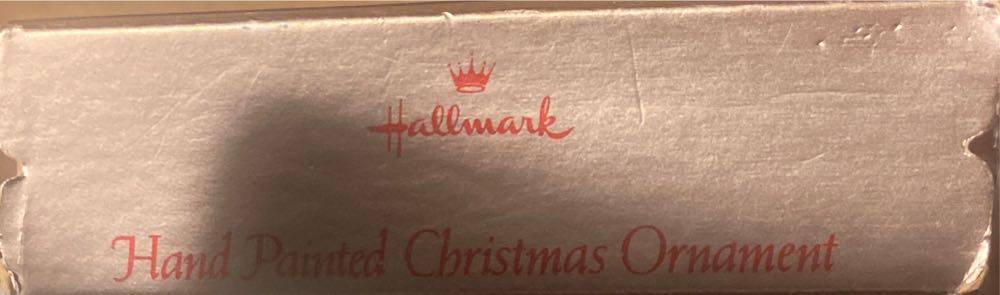 Hallmark
Hand Painted Christmas Ornament